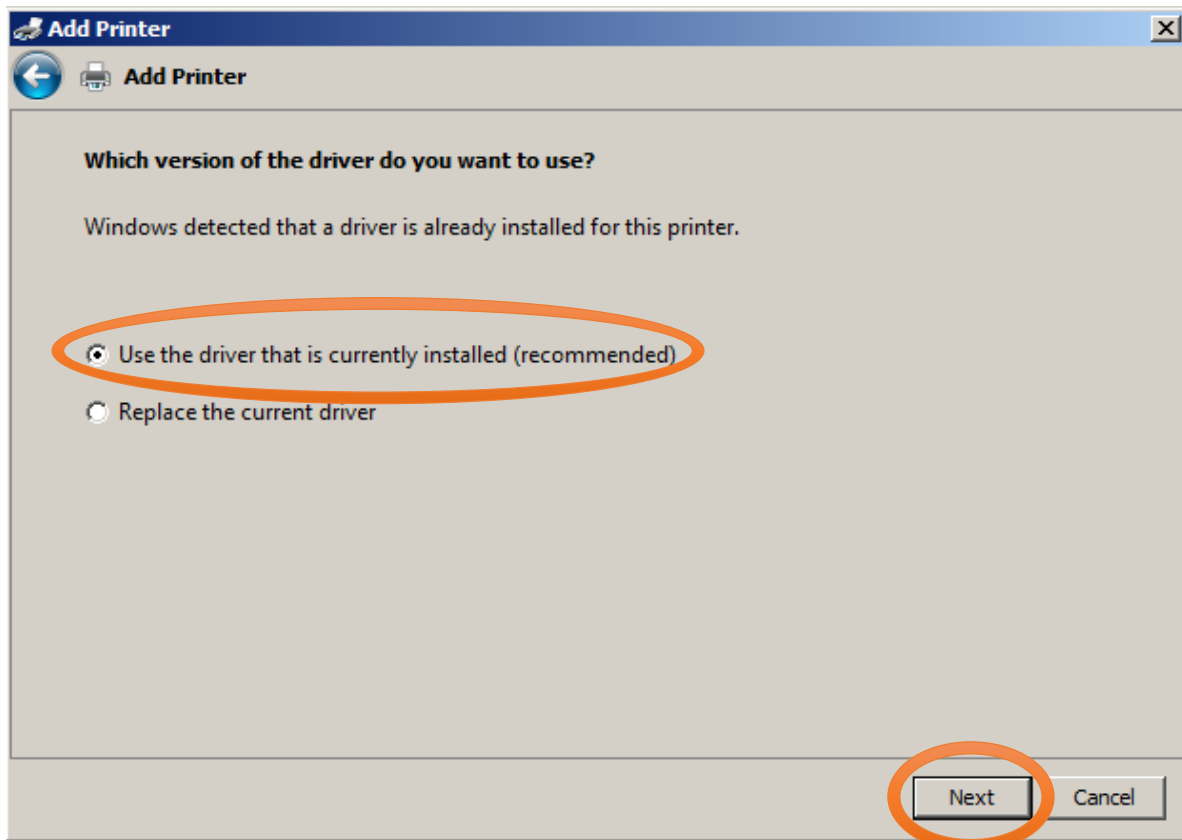 Add Printer
Add Printer
Which version of the driver do you want to use?
Windows detected that a driver is already installed for this printer.
Use the driver that is currently installed (recommended)
Replace the current driver
Next
Cancel